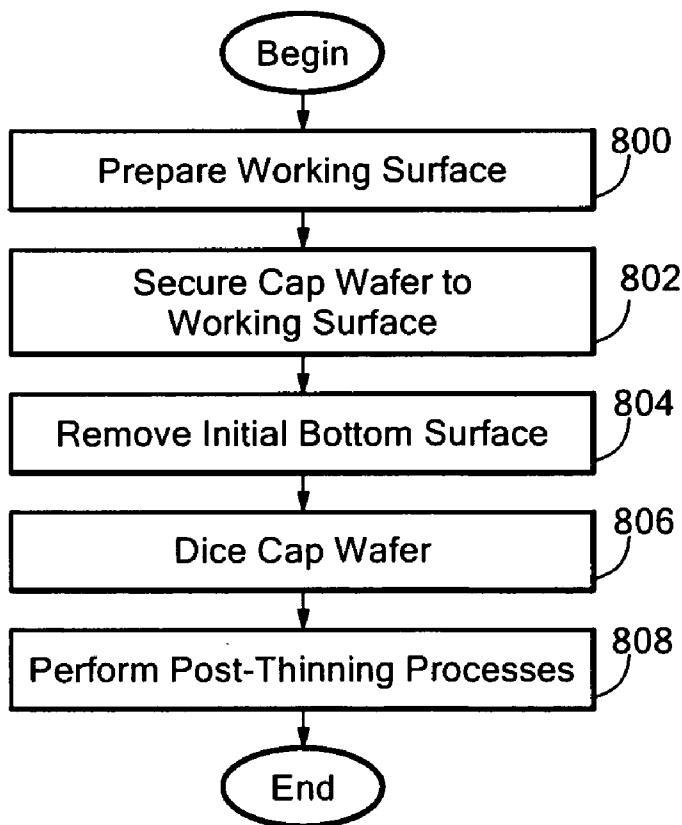 Begin
800
Prepare Working Surface
802
Secure Cap Wafer to
Working Surface
804
Remove Initial Bottom Surface
806
Dice Cap Wafer
808
Perform Post-Thinning Processes
End